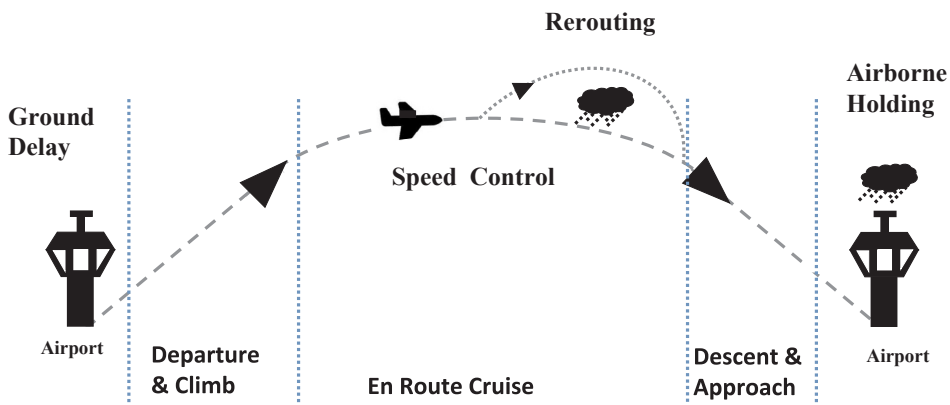 Rerouting
Airborne
Holding
Ground
Delay
Speed Control
Airport
Departure
& Climb
En Route Cruise
Descent &
Approach
Airport